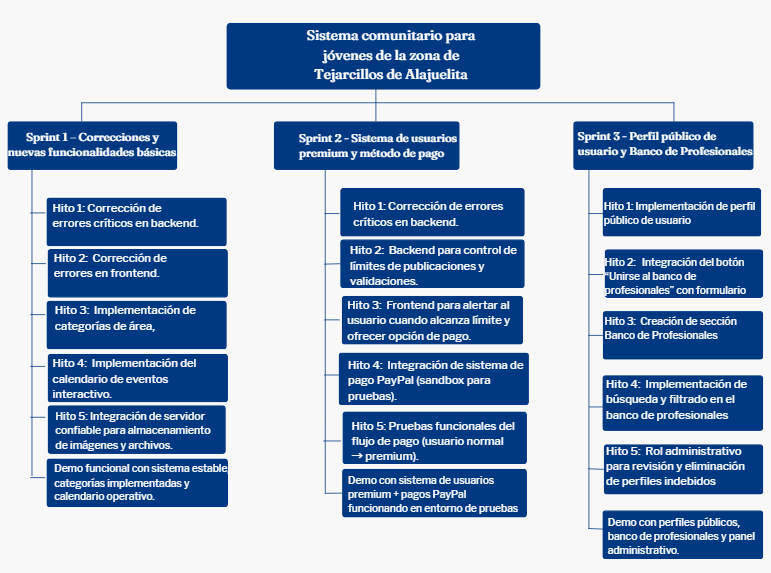 Sistema comunitario para
jóvenes de la zona de
Tejarcillos de Alajuelita
Sprint 1 – Correcciones y
nuevas funcionalidades básicas
Hito 1: Corrección de
errores críticos en backend.
Hito 2: Corrección de
errores en frontend.
Hito 3: Implementación de
categorías de área,
Hito 4: Implementación del
calendario de eventos
interactivo.
Hito 5: Integración de servidor
confiable para almacenamiento
de imágenes y archivos.
Demo funcional con sistema estable,
categorías implementadas y
calendario operativo.
Sprint 2 - Sistema de usuarios
premium y método de pago
Hito 1: Corrección de errores
críticos en backend.
Hito 2: Backend para control de
límites de publicaciones y
validaciones.
Hito 3: Frontend para alertar al
usuario cuando alcanza límite y
ofrecer opción de pago.
Hito 4: Integración de sistema de
pago PayPal (sandbox para
pruebas).
Hito 5: Pruebas funcionales del
flujo de pago (usuario normal
→ premium).
Demo con sistema de usuarios
premium + pagos PayPal
funcionando en entorno de pruebas
Sprint 3 - Perfil público de
usuario y Banco de Profesionales
Hito 1: Implementación de perfil
público de usuario
Hito 2: Integración del botón
“Unirse al banco de
profesionales” con formulario
Hito 3: Creación de sección
Banco de Profesionales
Hito 4: Implementación de
búsqueda y filtrado en el
banco de profesionales
Hito 5: Rol administrativo
para revisión y eliminación
de perfiles indebidos
Demo con perfiles públicos,
banco de profesionales y panel
administrativo.